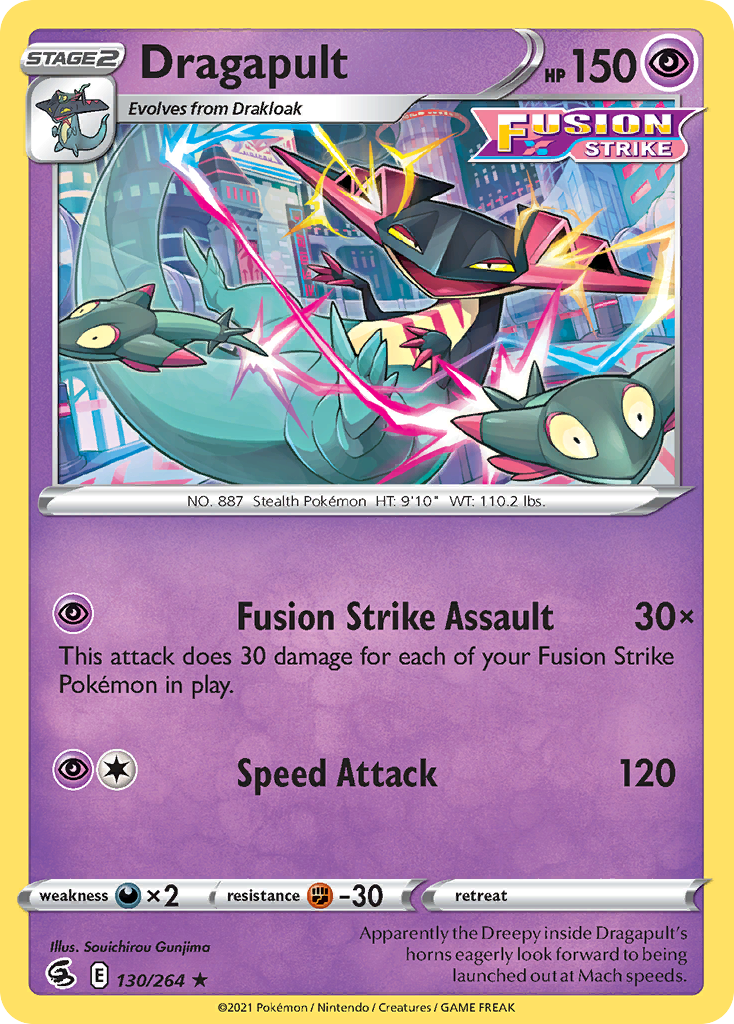 STAGE2
Dragapult
HP 150
Evolves from Drakloak
FUSION
STRIKE
NO. 887 Stealth Pokémon HT: 9'10" WT: 110.2 lbs.
Fusion Strike Assault 30×
This attack does 30 damage for each of your Fusion Strike
Pokémon in play.
Speed Attack 120
weakness ×2 resistance -30 retreat
Illus. Souichirou Gunjima
Apparently the Dreepy inside Dragapult's
horns eagerly look forward to being
launched out at Mach speeds.
E 130/264 ★
©2021 Pokémon / Nintendo / Creatures / GAME FREAK